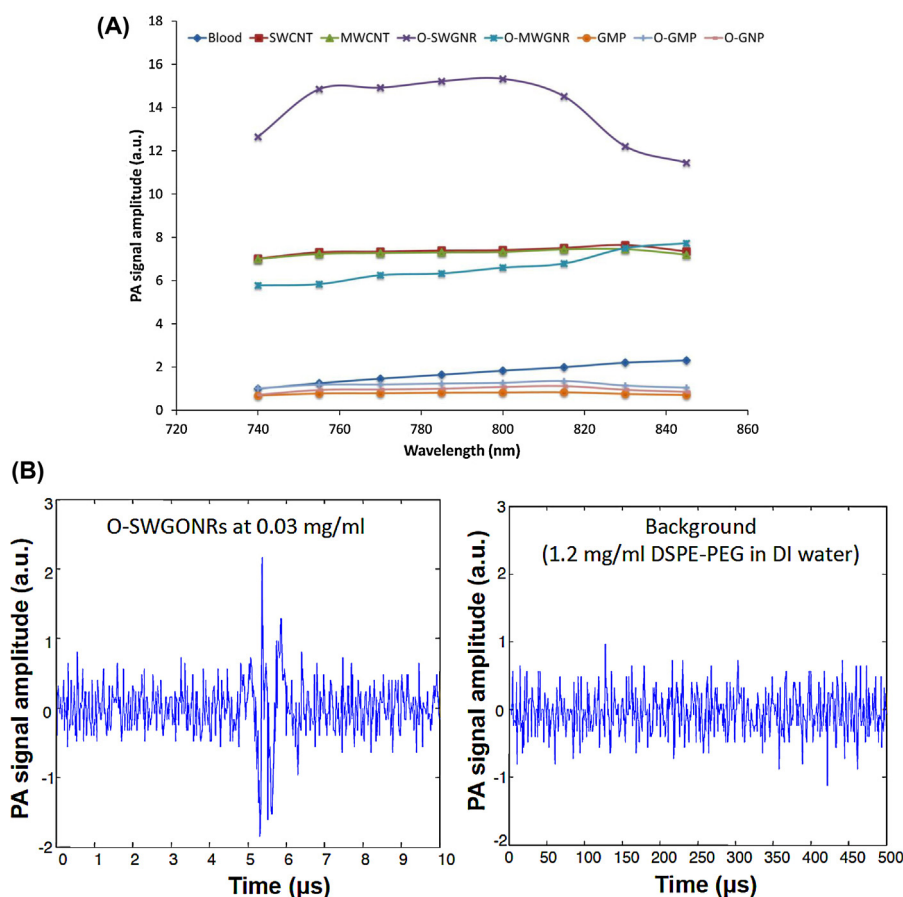 (A)
18
Blood SWCNT MWCNT O-SWGNR O-MWGNR GMP O-GMP O-GNP
16
14
12
10
8
6
4
2
0
PA signal amplitude (a.u.)
720 740 760 780 800 820 840 860
Wavelength (nm)
(B)
3
2
1
0
-1
-2
PA signal amplitude (a.u.)
O-SWGONRs at 0.03 mg/ml
0 1 2 3 4 5 6 7 8 9 10
Time (μs)
3
2
1
0
-1
-2
PA signal amplitude (a.u.)
Background
(1.2 mg/ml DSPE-PEG in DI water)
0 50 100 150 200 250 300 350 400 450 500
Time (μs)